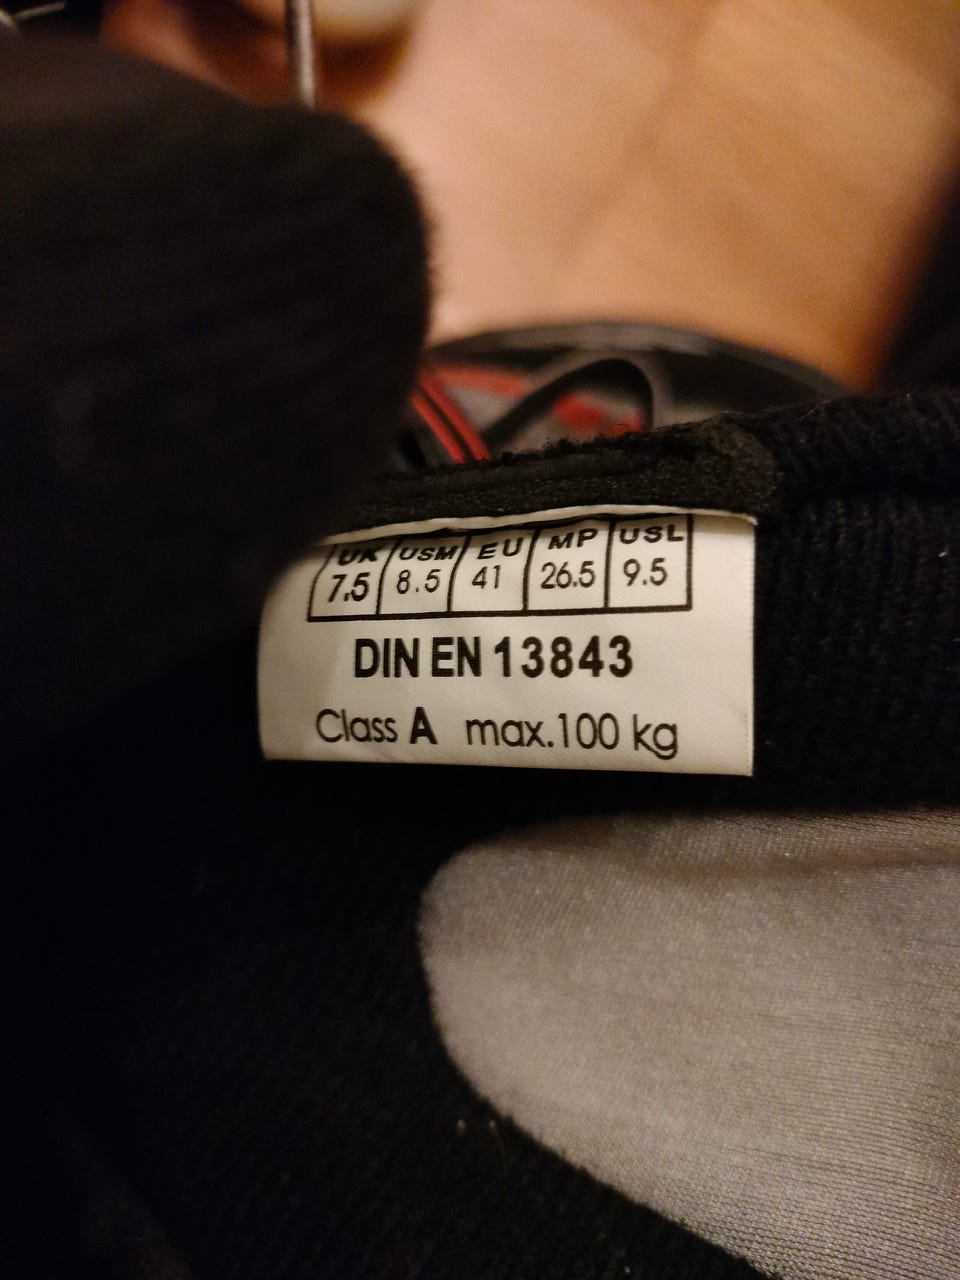 UK USM EU MP USL
7.5 8.5 41 26.5 9.5
DIN EN 13843
Class A max.100 kg